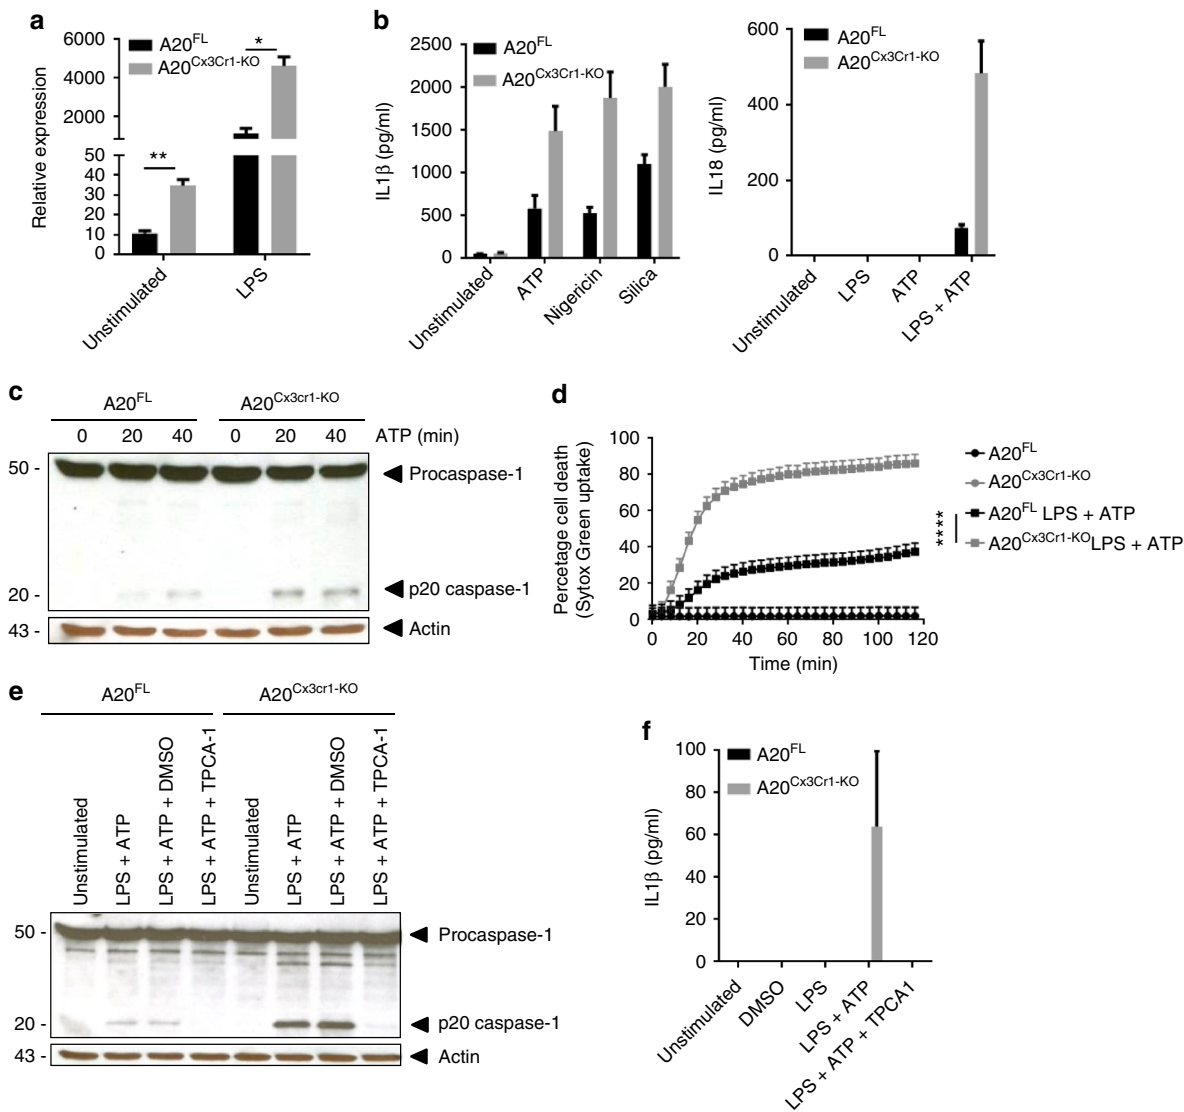 a
6000
4000
2000
50
40
30
20
10
0
Relative expression
A20FL
A20Cx3Cr1-KO
**
*
Unstimulated
LPS
b
2500
2000
1500
1000
500
0
IL1β (pg/ml)
A20FL
A20Cx3Cr1-KO
Unstimulated
ATP
Nigericin
Silica
600
400
200
0
IL18 (pg/ml)
A20FL
A20Cx3Cr1-KO
Unstimulated
LPS
ATP
LPS + ATP
c
A20FL A20Cx3cr1-KO
0 20 40 0 20 40 ATP (min)
50 - Procaspase-1
20 - p20 caspase-1
43 - Actin
d
100
80
60
40
20
0
Percetage cell death
(Sytox Green uptake)
0 20 40 60 80 100 120
Time (min)
A20FL
A20Cx3Cr1-KO
A20FL LPS + ATP
A20Cx3Cr1-KO LPS + ATP
****
e
A20FL A20Cx3cr1-KO
Unstimulated
LPS + ATP
LPS + ATP + DMSO
LPS + ATP + TPCA-1
Unstimulated
LPS + ATP
LPS + ATP + DMSO
LPS + ATP + TPCA-1
50 - Procaspase-1
20 - p20 caspase-1
43 - Actin
f
100
80
60
40
20
0
IL1β (pg/ml)
A20FL
A20Cx3Cr1-KO
Unstimulated
DMSO
LPS
LPS + ATP
LPS + ATP + TPCA1